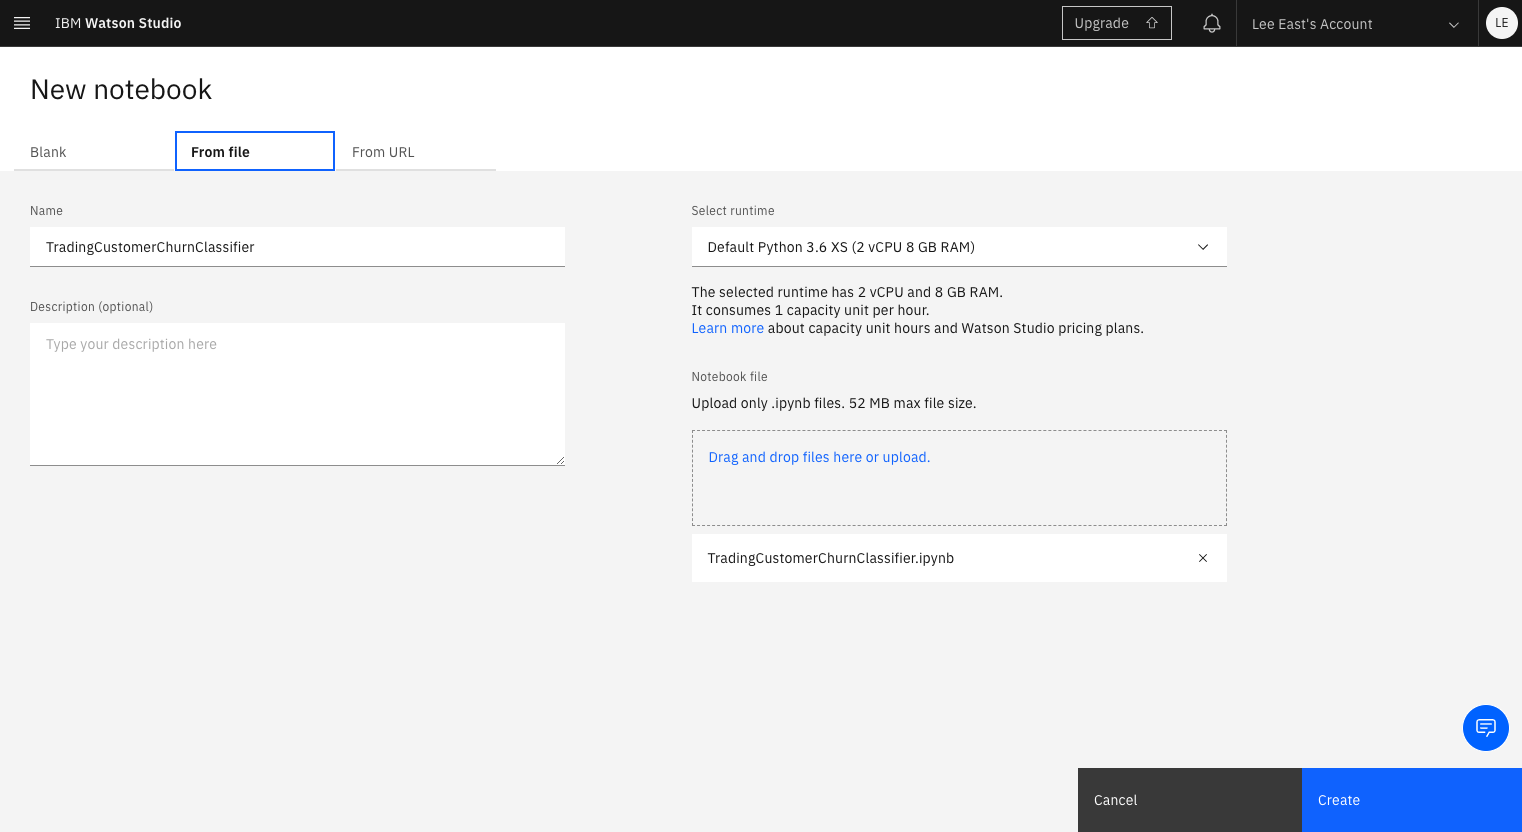 IBM Watson Studio
Upgrade
Lee East's Account
LE
New notebook
Blank
From file
From URL
Name
TradingCustomerChurnClassifier
Description (optional)
Type your description here
Select runtime
Default Python 3.6 XS (2 vCPU 8 GB RAM)
The selected runtime has 2 vCPU and 8 GB RAM.
It consumes 1 capacity unit per hour.
Learn more about capacity unit hours and Watson Studio pricing plans.
Notebook file
Upload only .ipynb files. 52 MB max file size.
Drag and drop files here or upload.
TradingCustomerChurnClassifier.ipynb
Cancel
Create